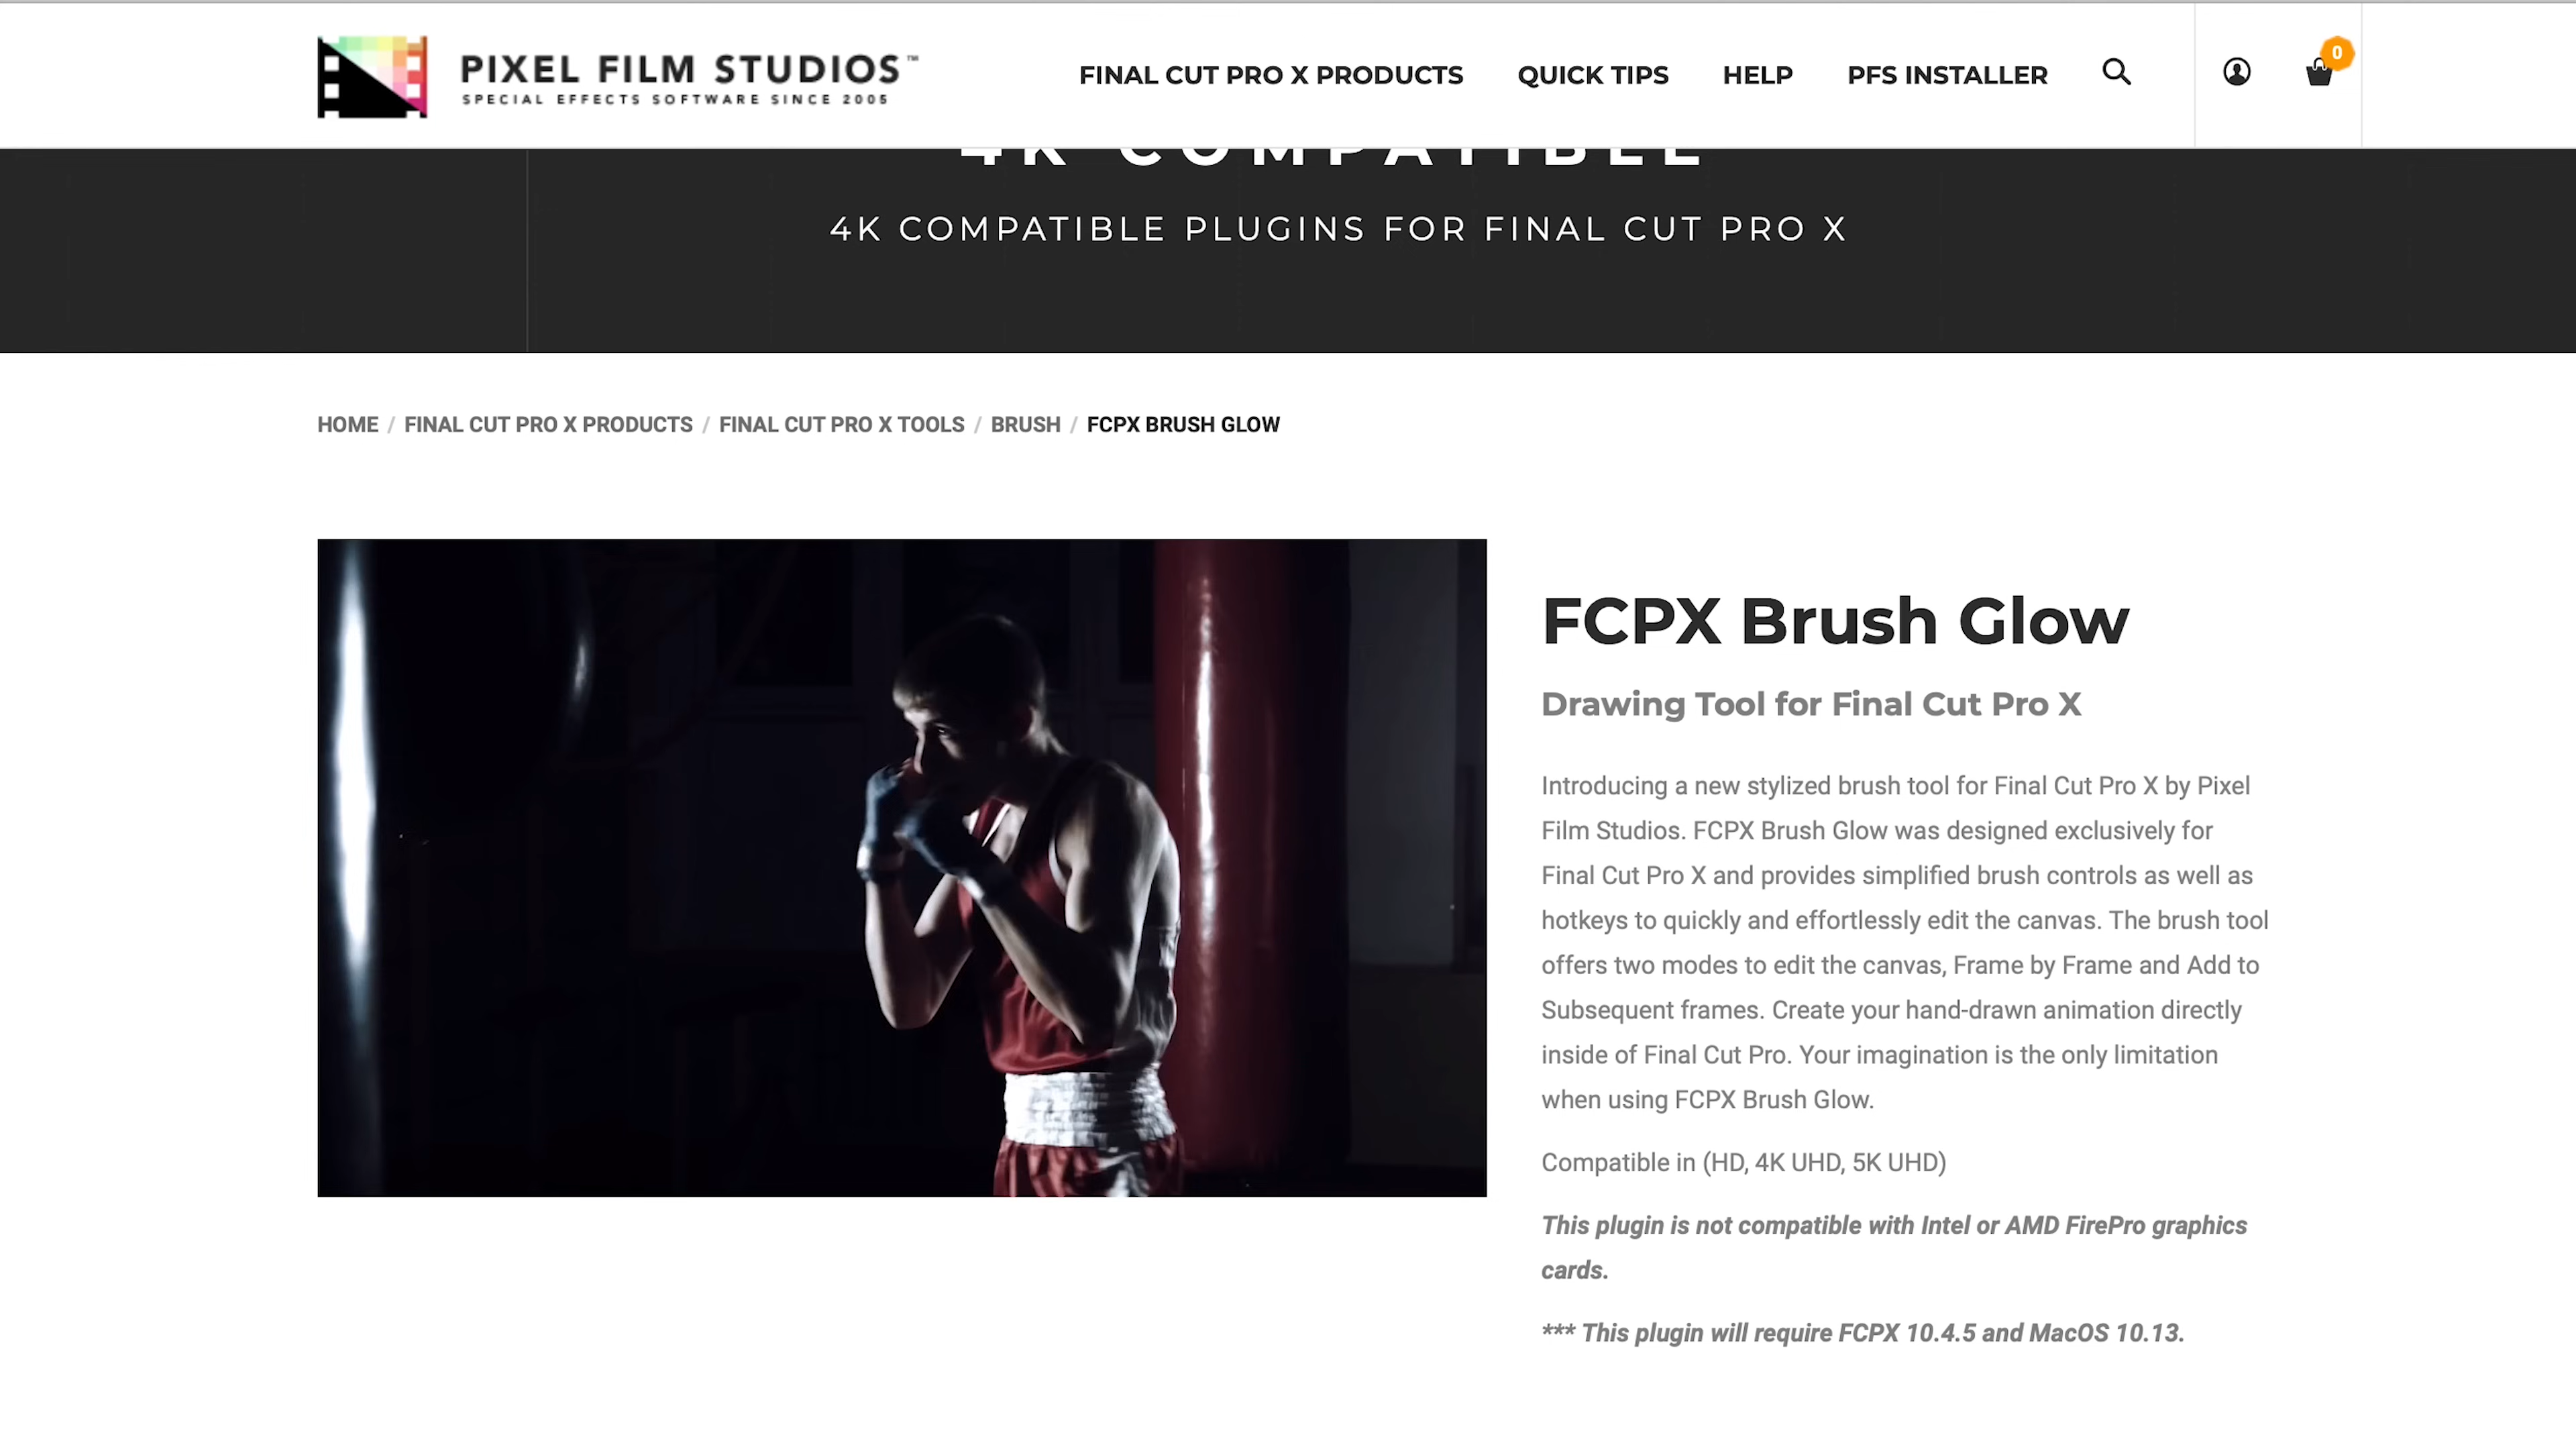 PIXEL FILM STUDIOS™
SPECIAL EFFECTS SOFTWARE SINCE 2005
FINAL CUT PRO X PRODUCTS
QUICK TIPS
HELP
PFS INSTALLER
0
4K COMPATIBLE
4K COMPATIBLE PLUGINS FOR FINAL CUT PRO X
HOME / FINAL CUT PRO X PRODUCTS / FINAL CUT PRO X TOOLS / BRUSH / FCPX BRUSH GLOW
FCPX Brush Glow
Drawing Tool for Final Cut Pro X
Introducing a new stylized brush tool for Final Cut Pro X by Pixel
Film Studios. FCPX Brush Glow was designed exclusively for
Final Cut Pro X and provides simplified brush controls as well as
hotkeys to quickly and effortlessly edit the canvas. The brush tool
offers two modes to edit the canvas, Frame by Frame and Add to
Subsequent frames. Create your hand-drawn animation directly
inside of Final Cut Pro. Your imagination is the only limitation
when using FCPX Brush Glow.
Compatible in (HD, 4K UHD, 5K UHD)
This plugin is not compatible with Intel or AMD FirePro graphics
cards.
*** This plugin will require FCPX 10.4.5 and MacOS 10.13.